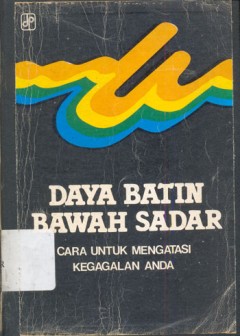 DAYA BATIN
BAWAH SADAR
CARA UNTUK MENGATASI
KEGAGALAN ANDA